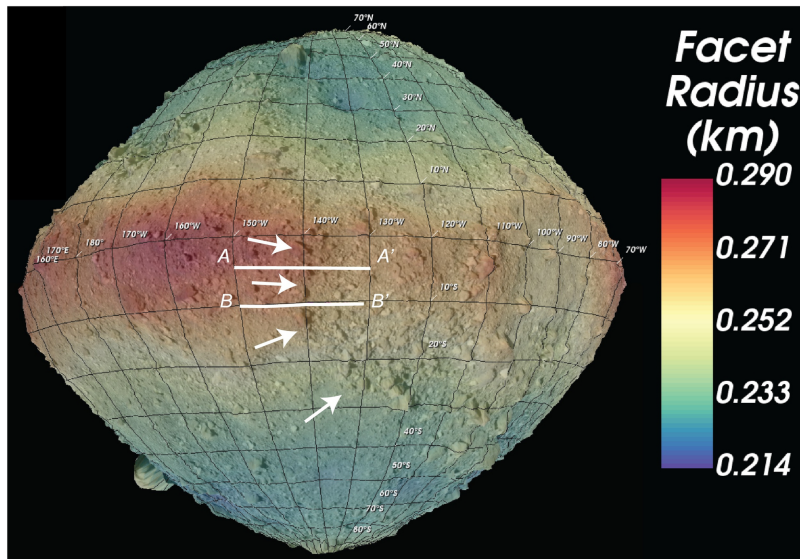 70°N
60°N
50°N
40°N
30°N
20°N
10°N
160°E
170°E
180°
170°W
160°W
150°W
140°W
130°W
120°W
110°W
100°W
90°W
80°W
70°W
A A'
B B'
10°S
20°S
40°S
50°S
60°S
70°S
80°S
Facet
Radius
(km)
0.290
0.271
0.252
0.233
0.214